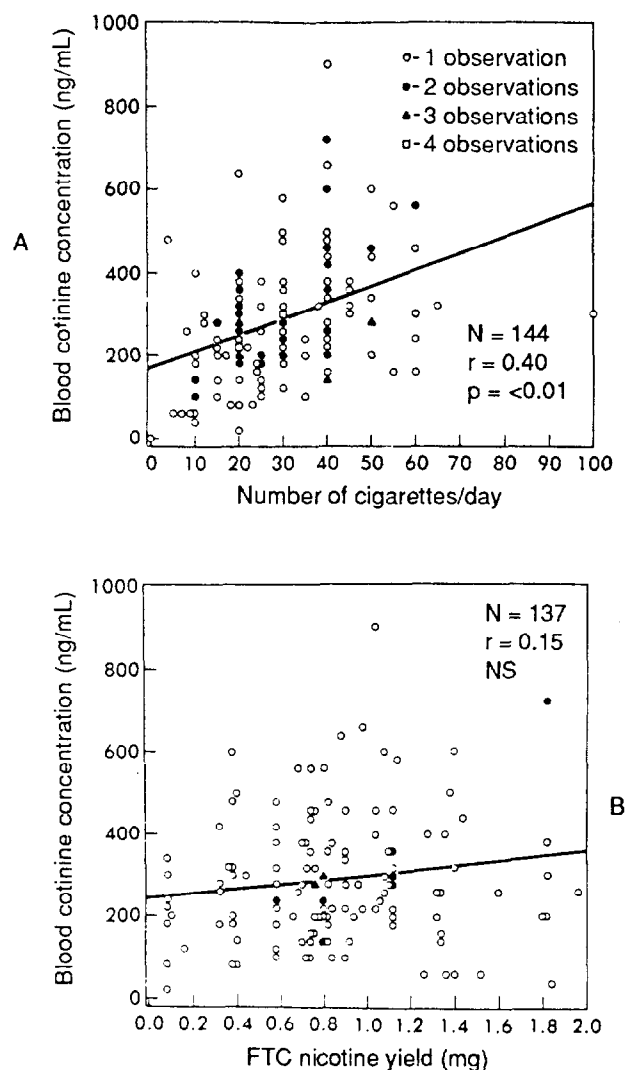 A
Blood cotinine concentration (ng/mL)
1000
800
600
400
200
0
○-1 observation
●-2 observations
▲-3 observations
□-4 observations
N = 144
r = 0.40
p = <0.01
0 10 20 30 40 50 60 70 80 90 100
Number of cigarettes/day
B
Blood cotinine concentration (ng/mL)
1000
800
600
400
200
0
N = 137
r = 0.15
NS
0.0 0.2 0.4 0.6 0.8 1.0 1.2 1.4 1.6 1.8 2.0
FTC nicotine yield (mg)